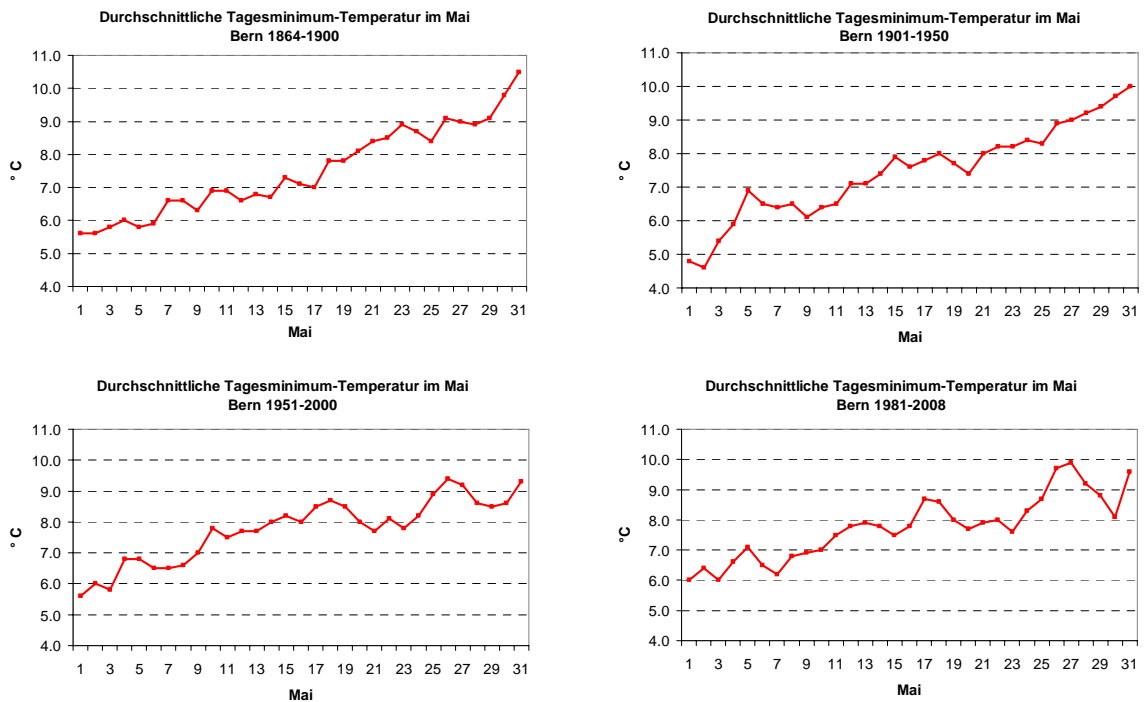 Durchschnittliche Tagesminimum-Temperatur im Mai
Bern 1864-1900
11.0
10.0
9.0
8.0
7.0
6.0
5.0
4.0
° C
1 3 5 7 9 11 13 15 17 19 21 23 25 27 29 31
Mai
Durchschnittliche Tagesminimum-Temperatur im Mai
Bern 1901-1950
11.0
10.0
9.0
8.0
7.0
6.0
5.0
4.0
° C
1 3 5 7 9 11 13 15 17 19 21 23 25 27 29 31
Mai
Durchschnittliche Tagesminimum-Temperatur im Mai
Bern 1951-2000
11.0
10.0
9.0
8.0
7.0
6.0
5.0
4.0
° C
1 3 5 7 9 11 13 15 17 19 21 23 25 27 29 31
Mai
Durchschnittliche Tagesminimum-Temperatur im Mai
Bern 1981-2008
11.0
10.0
9.0
8.0
7.0
6.0
5.0
4.0
° C
1 3 5 7 9 11 13 15 17 19 21 23 25 27 29 31
Mai